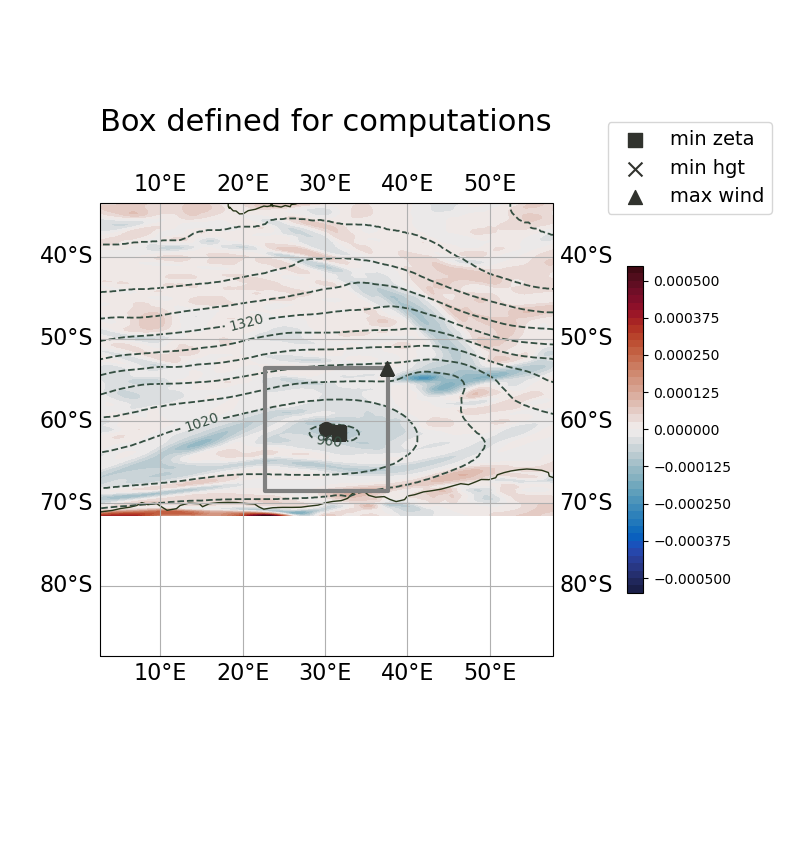 Box defined for computations
min zeta
min hgt
max wind
10°E 20°E 30°E 40°E 50°E
40°S 40°S
50°S 50°S
60°S 60°S
70°S 70°S
80°S 80°S
10°E 20°E 30°E 40°E 50°E
1320
1020
0.000500
0.000375
0.000250
0.000125
0.000000
−0.000125
−0.000250
−0.000375
−0.000500